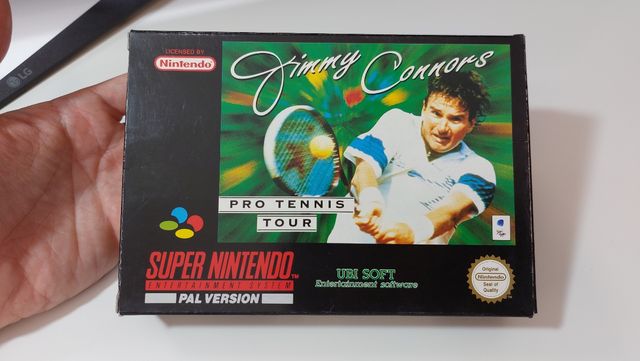 LG
LICENSED BY
Nintendo
Jimmy Connors
PRO TENNIS
TOUR
SUPER NINTENDO
ENTERTAINMENT SYSTEM
PAL VERSION
UBI SOFT
Entertainment software
Original
Nintendo
Seal of
Quality